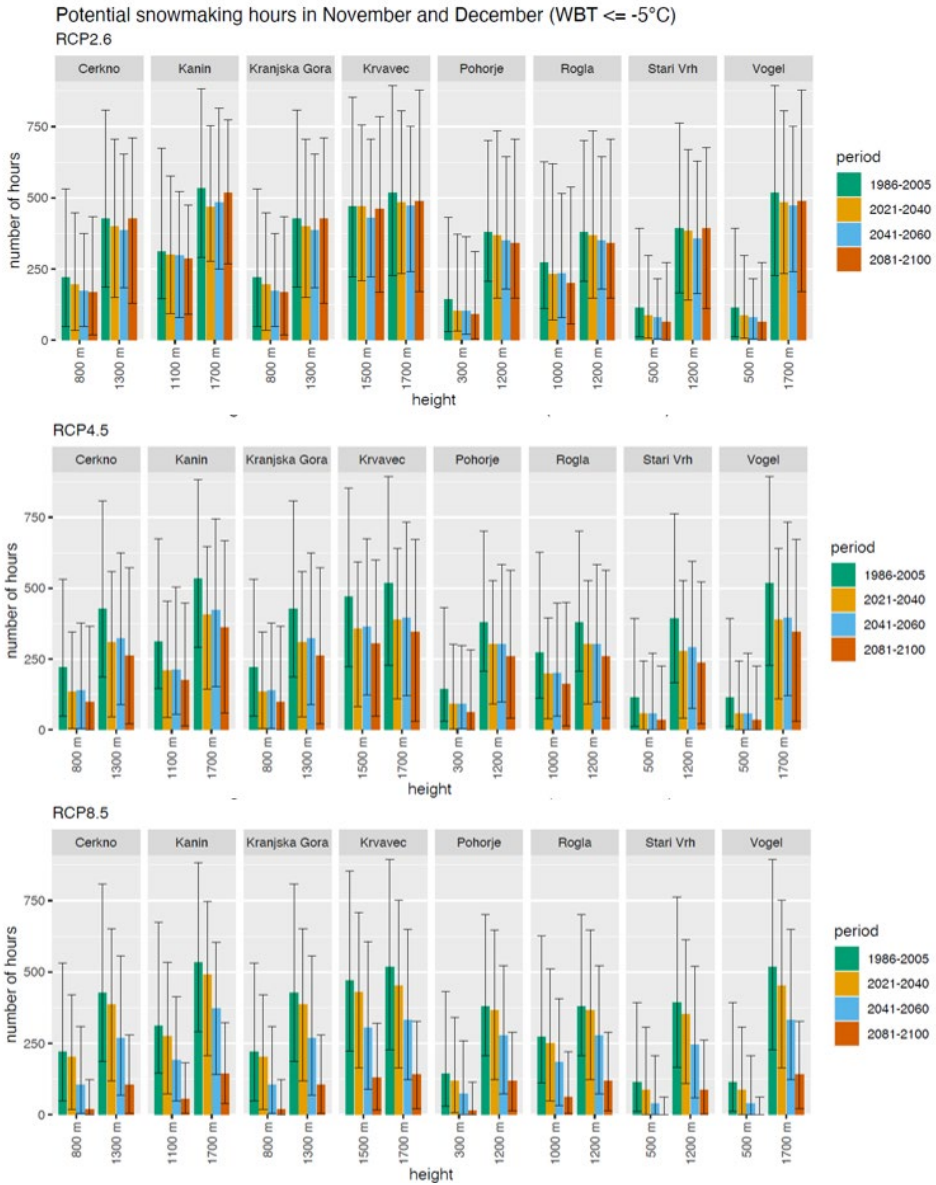 Potential snowmaking hours in November and December (WBT <= -5°C)
RCP2.6
Cerkno Kanin Kranjska Gora Krvavec Pohorje Rogla Stari Vrh Vogel
750
500
250
0
number of hours
800 m 1300 m 1100 m 1700 m 800 m 1300 m 1500 m 1700 m 300 m 1200 m 1000 m 1200 m 500 m 1200 m 500 m 1700 m
height
period
1986-2005
2021-2040
2041-2060
2081-2100
RCP4.5
Cerkno Kanin Kranjska Gora Krvavec Pohorje Rogla Stari Vrh Vogel
750
500
250
0
number of hours
800 m 1300 m 1100 m 1700 m 800 m 1300 m 1500 m 1700 m 300 m 1200 m 1000 m 1200 m 500 m 1200 m 500 m 1700 m
height
period
1986-2005
2021-2040
2041-2060
2081-2100
RCP8.5
Cerkno Kanin Kranjska Gora Krvavec Pohorje Rogla Stari Vrh Vogel
750
500
250
0
number of hours
800 m 1300 m 1100 m 1700 m 800 m 1300 m 1500 m 1700 m 300 m 1200 m 1000 m 1200 m 500 m 1200 m 500 m 1700 m
height
period
1986-2005
2021-2040
2041-2060
2081-2100